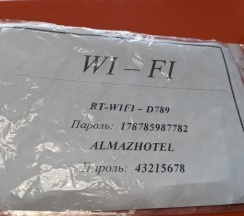 WI – FI
RT-WIFI – D789
Пароль: 178785987782
ALMAZHOTEL
Пароль: 43215678